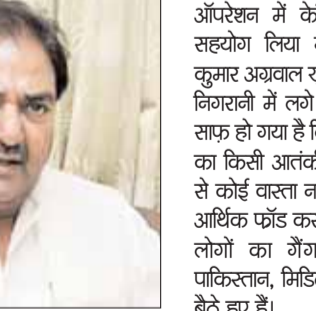 ऑपरेशन में के
सहयोग लिया
कुमार अग्रवाल
निगरानी में लगे
साफ़ हो गया है
का किसी आतंकी
से कोई वास्ता न
आर्थिक फ्रॉड कर
लोगों का गैंग
पाकिस्तान, मिडि
बैठे हुए हैं।